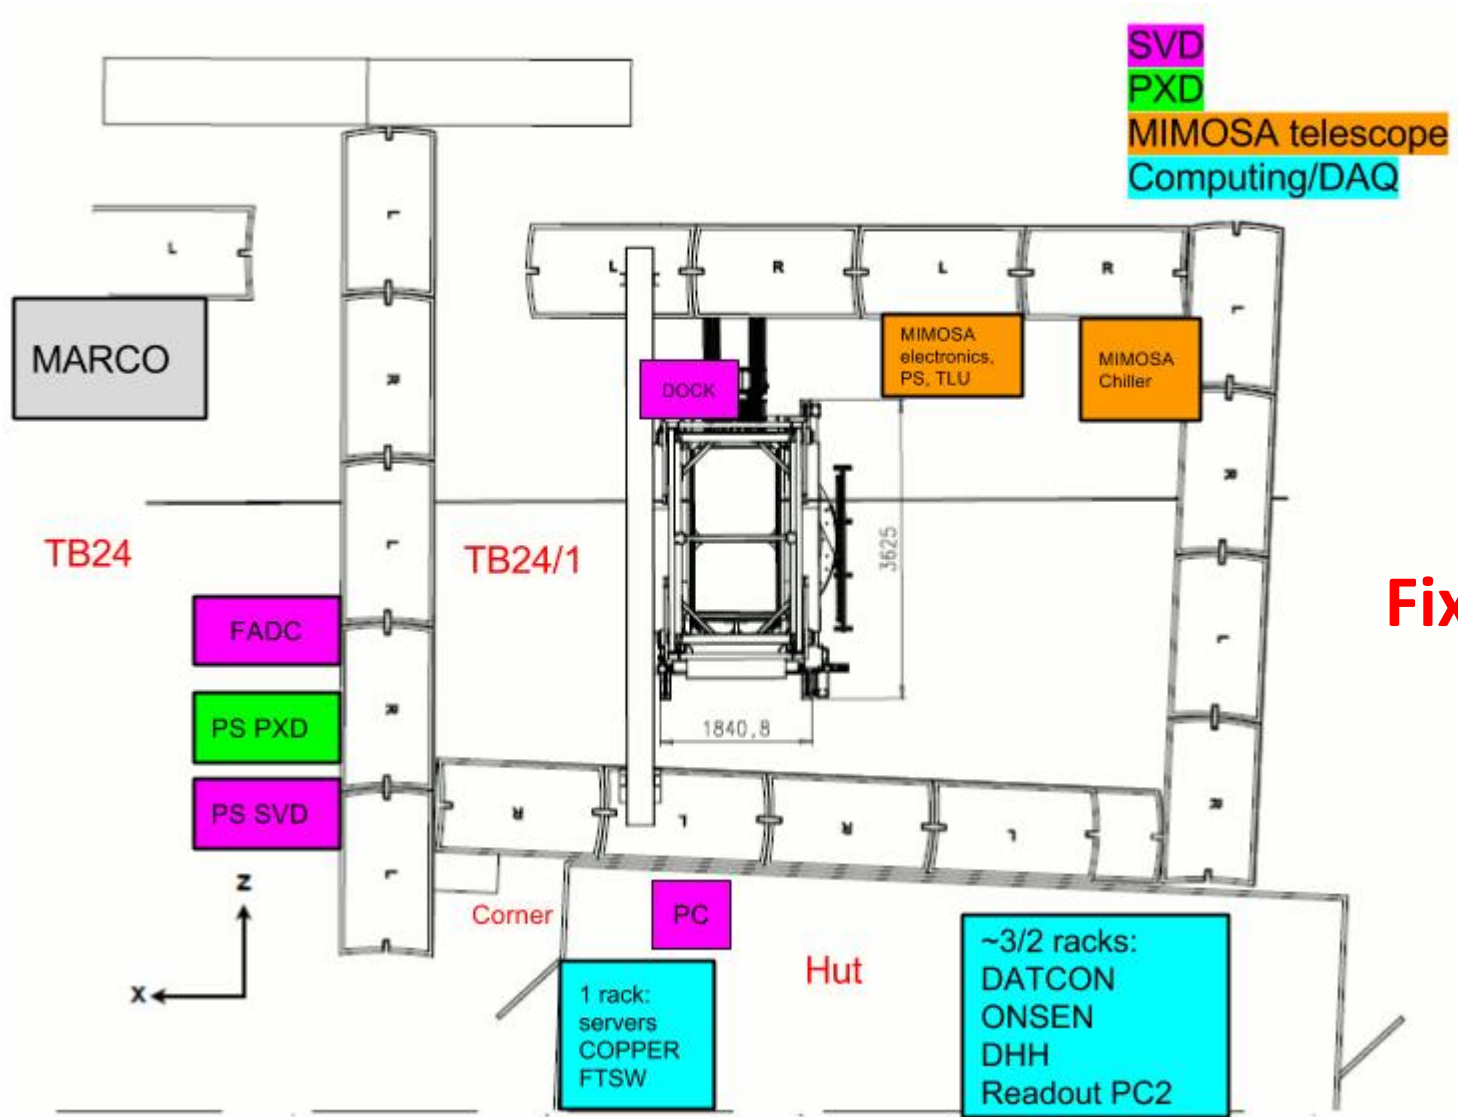 SVD
PXD
MIMOSA telescope
Computing/DAQ
L
L
L
R
L
R
L
MARCO
DOCK
MIMOSA
electronics,
PS, TLU
MIMOSA
Chiller
R
R
TB24
TB24/1
L
3625
L
Fix
FADC
PS PXD
R
1840,8
R
PS SVD
R
L
R
L
L
Z
X
Corner
PC
Hut
1 rack:
servers
COPPER
FTSW
~3/2 racks:
DATCON
ONSEN
DHH
Readout PC2